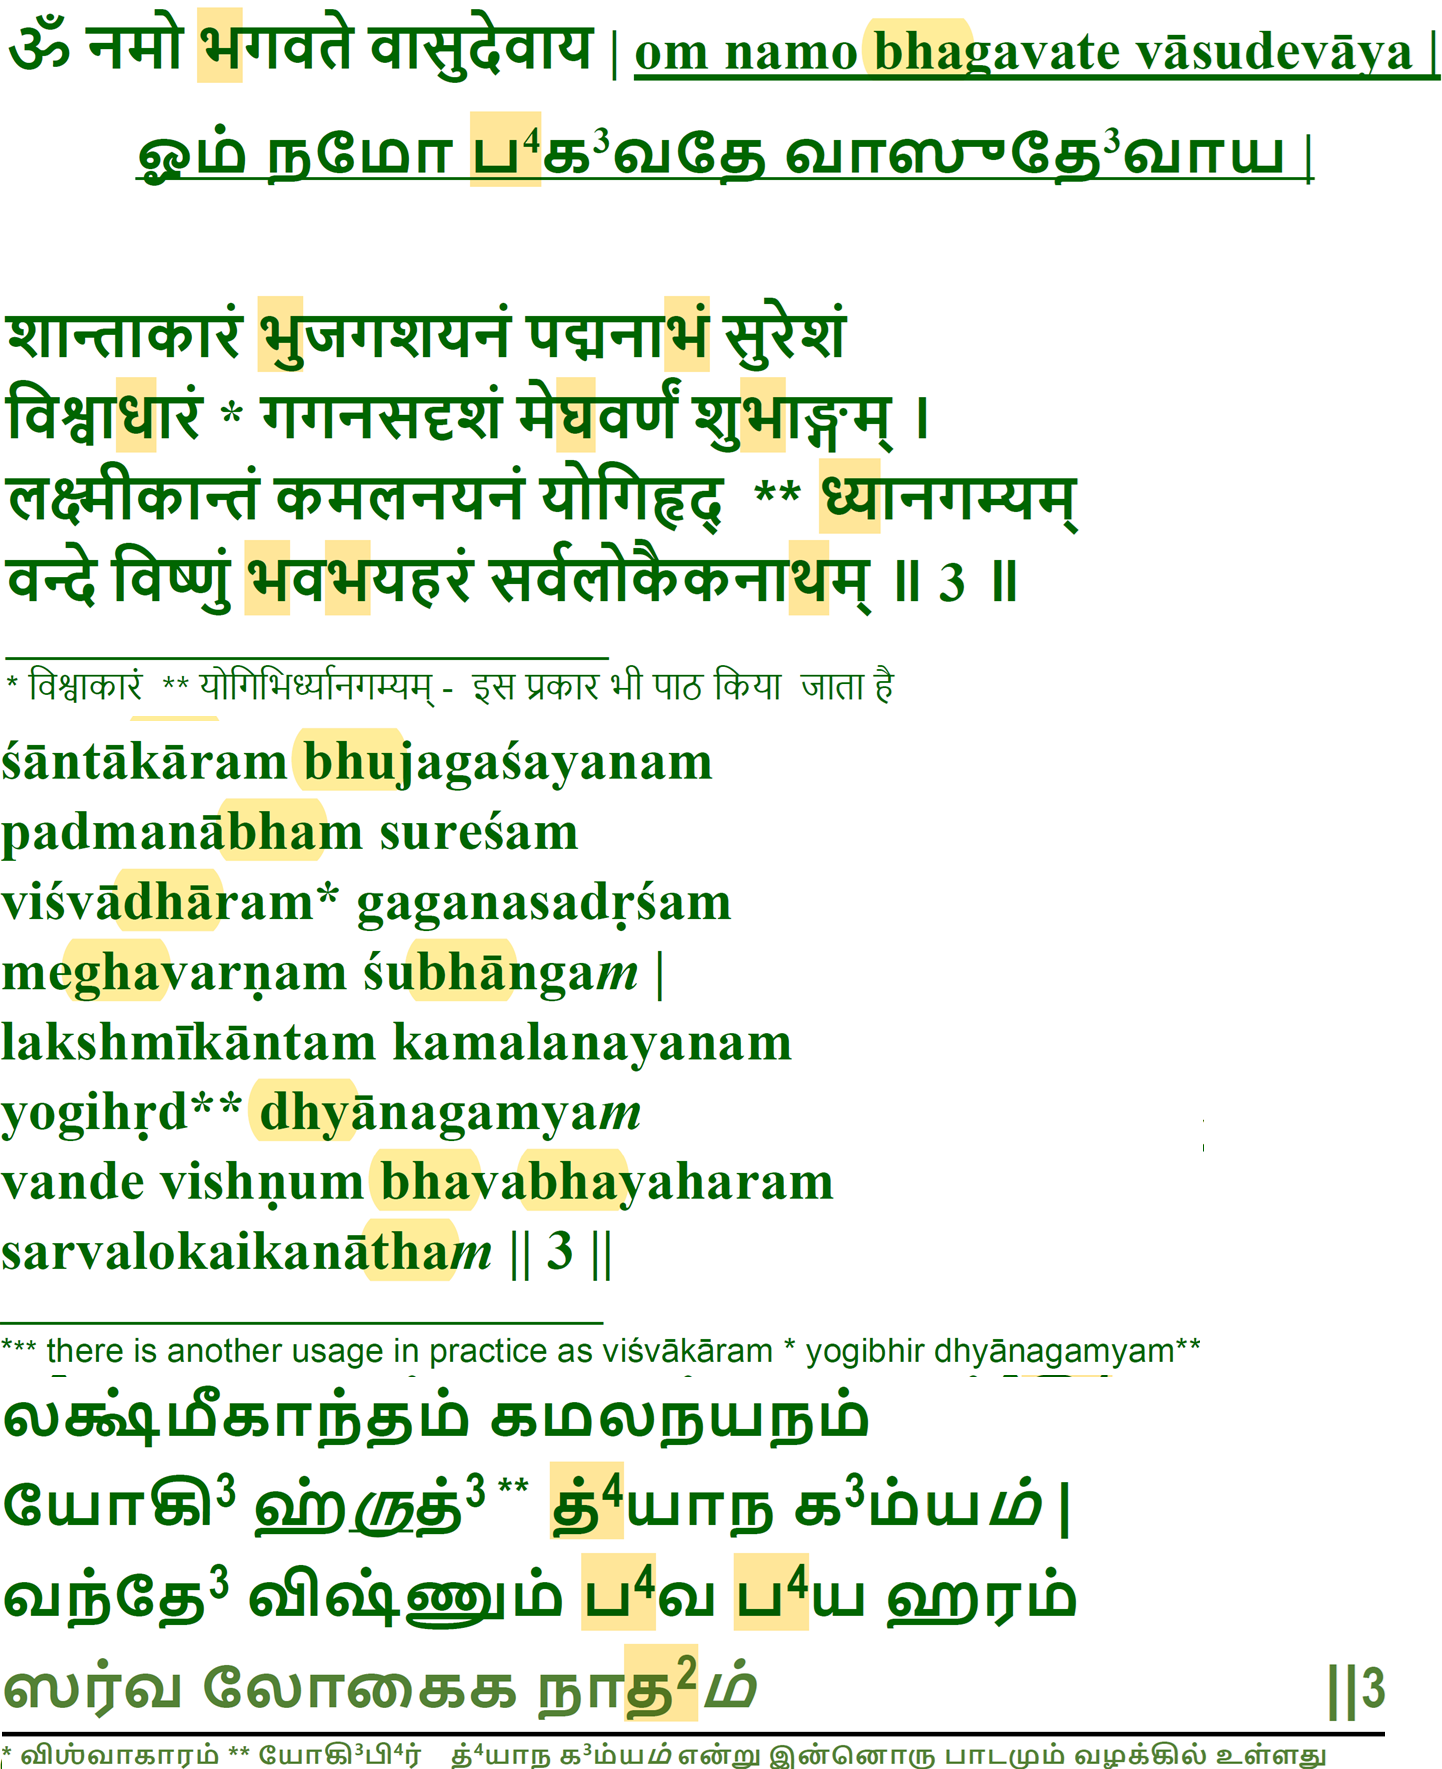 ॐ नमो भगवते वासुदेवाय | om namo bhagavate vāsudevāya |
ஓம் நமோ ப⁴க³வதே வாஸுதே³வாய |
शान्ताकारं भुजगशयनं पद्मनाभं सुरेशं
विश्वाधारं * गगनसदृशं मेघवर्णं शुभाङ्गम् ।
लक्ष्मीकान्तं कमलनयनं योगिहृद् ** ध्यानगम्यम्
वन्दे विष्णुं भवभयहरं सर्वलोकैकनाथम् ॥ 3 ॥
* विश्वाकारं ** योगिभिर्ध्यानगम्यम् - इस प्रकार भी पाठ किया जाता है
śāntākāram bhujagaśayanam
padmanābham sureśam
viśvādhāram* gaganasadṛśam
meghavarṇam śubhāngam |
lakshmīkāntam kamalanayanam
yogihṛd** dhyānagamyam
vande vishṇum bhavabhayaharam
sarvalokaikanātham || 3 ||
*** there is another usage in practice as viśvākāram * yogibhir dhyānagamyam**
லக்ஷ்மீகாந்தம் கமலநயநம்
யோகி³ ஹ்ருத்³ ** த்⁴யாந க³ம்யம் |
வந்தே³ விஷ்ணும் ப⁴வ ப⁴ய ஹரம்
ஸர்வ லோகைக நாத²ம் ||3
* விஶ்வாகாரம் ** யோகி³பி⁴ர் த்⁴யாந க³ம்யம் என்று இன்னொரு பாடமும் வழக்கில் உள்ளது